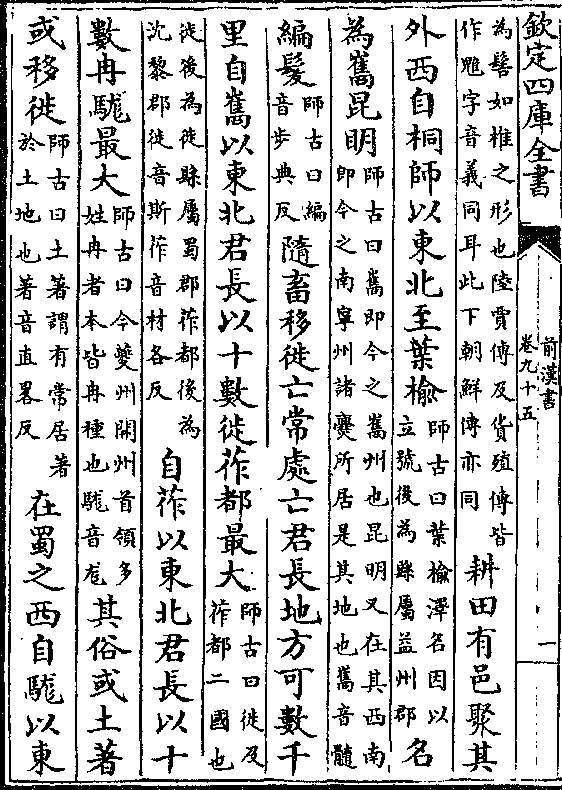 欽定四庫全書
前漢書
卷九十五
一
為髻如椎之形也陸賈傳及貨殖傳皆
作魋字音義同耳此下朝鮮傳亦同
耕田有邑聚其
外西自桐師以東北至葉榆
師古曰葉榆澤名因以
立號後為縣屬益州郡
名
為嶲昆明
師古曰嶲即今之嶲州也昆明又在其西南
即今之南寧州諸爨所居是其地也嶲音髓
編髪
師古曰編
音步典反
隨畜移徙亡常處亡君長地方可數千
里自嶲以東北君長以十數徙莋都最大
師古曰徙及
莋都二國也
徙後為徙縣屬蜀郡莋都後為
沈黎郡徙音斯莋音材各反
自莋以東北君長以十
數冉駹最大
師古曰今夔州開州首領多
姓冉者本皆冉種也駹音尨
其俗或土著
或移徙
師古曰土著謂有常居著
於土地也著音直畧反
在蜀之西自駹以東